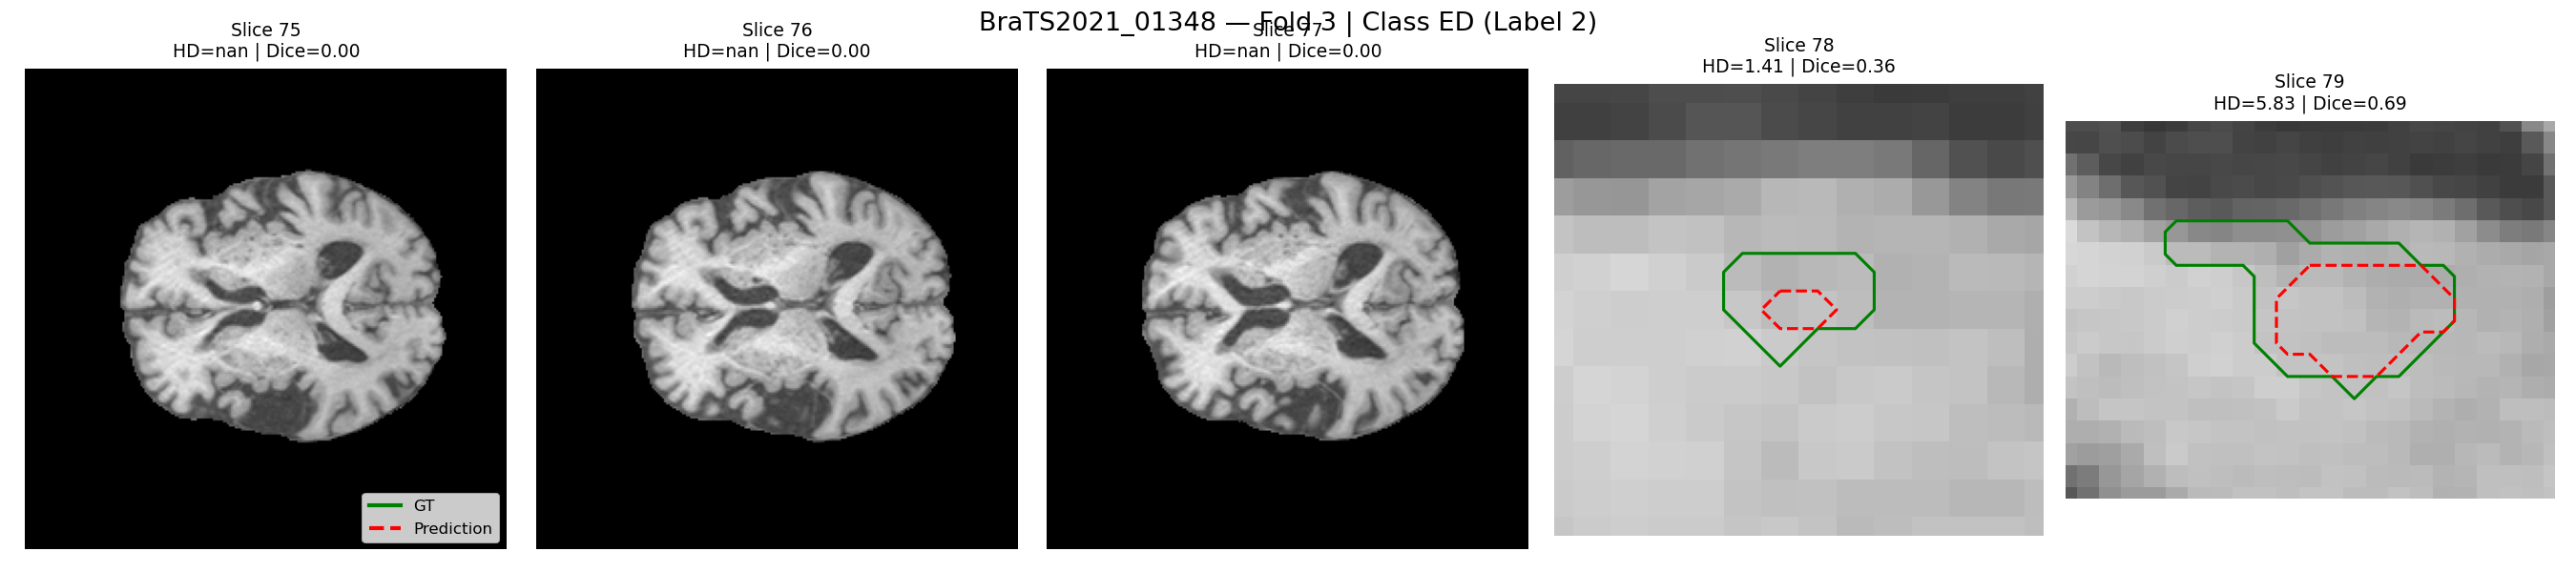 BraTS2021_01348 — Fold 3 | Class ED (Label 2)
Slice 75
HD=nan | Dice=0.00
Slice 76
HD=nan | Dice=0.00
Slice 77
HD=nan | Dice=0.00
Slice 78
HD=1.41 | Dice=0.36
Slice 79
HD=5.83 | Dice=0.69
GT
Prediction